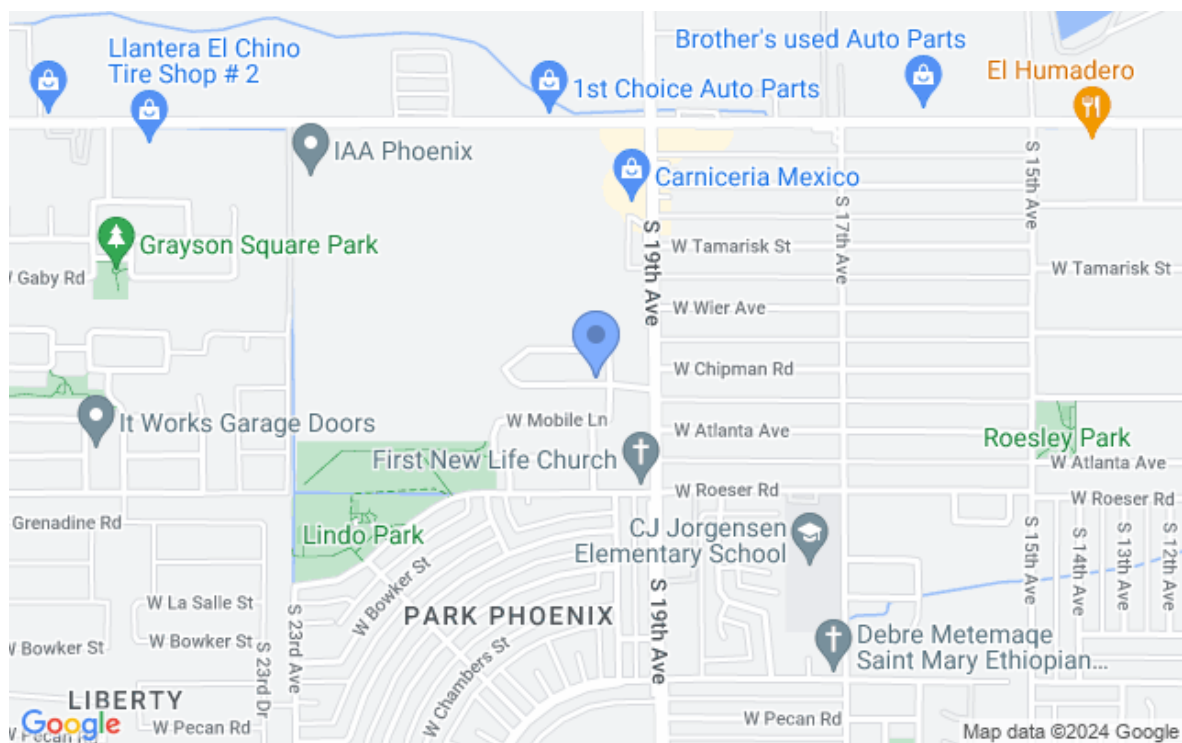 Llantera El Chino
Tire Shop # 2
Brother's used Auto Parts
El Humadero
1st Choice Auto Parts
IAA Phoenix
Carniceria Mexico
S 15th Ave
S 17th Ave
S 19th Ave
Grayson Square Park
W Tamarisk St
W Tamarisk St
W Gaby Rd
W Wier Ave
W Chipman Rd
It Works Garage Doors
W Mobile Ln
W Atlanta Ave
Roesley Park
First New Life Church
W Atlanta Ave
W Roeser Rd
W Roeser Rd
Grenadine Rd
Lindo Park
CJ Jorgensen
Elementary School
S 15th Ave
S 14th Ave
S 13th Ave
S 12th Ave
W La Salle St
W Bowker St
S 23rd Ave
S 19th Ave
PARK PHOENIX
W Bowker St
W Bowker St
S 23rd Dr
W Chambers St
Debre Metemaqe
Saint Mary Ethiopian...
LIBERTY
W Pecan Rd
W Pecan Rd
W Pecan Rd
Google
Map data ©2024 Google